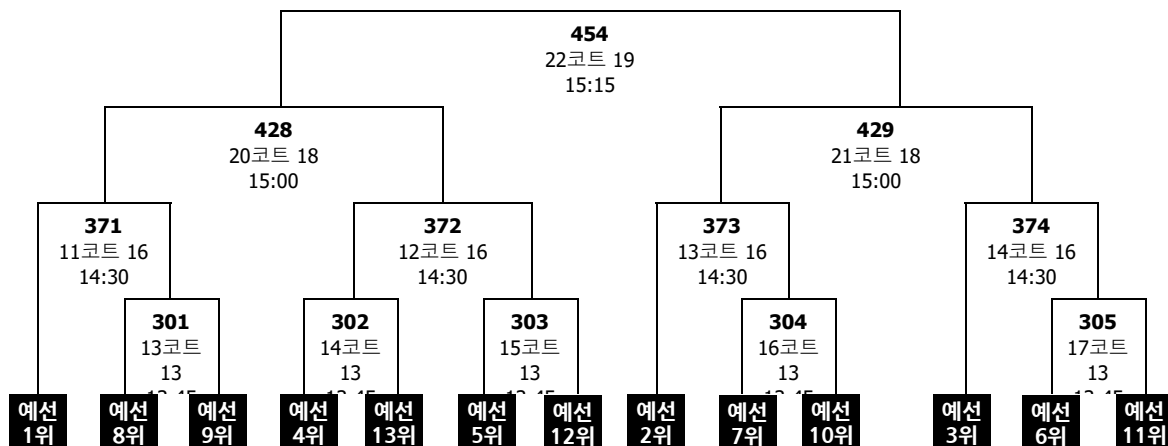 454
22코트 19
15:15
428
20코트 18
15:00
429
21코트 18
15:00
371
11코트 16
14:30
372
12코트 16
14:30
373
13코트 16
14:30
374
14코트 16
14:30
301
13코트
13
302
14코트
13
303
15코트
13
304
16코트
13
305
17코트
13
예선
1위
예선
8위
예선
9위
예선
4위
예선
13위
예선
5위
예선
12위
예선
2위
예선
7위
예선
10위
예선
3위
예선
6위
예선
11위